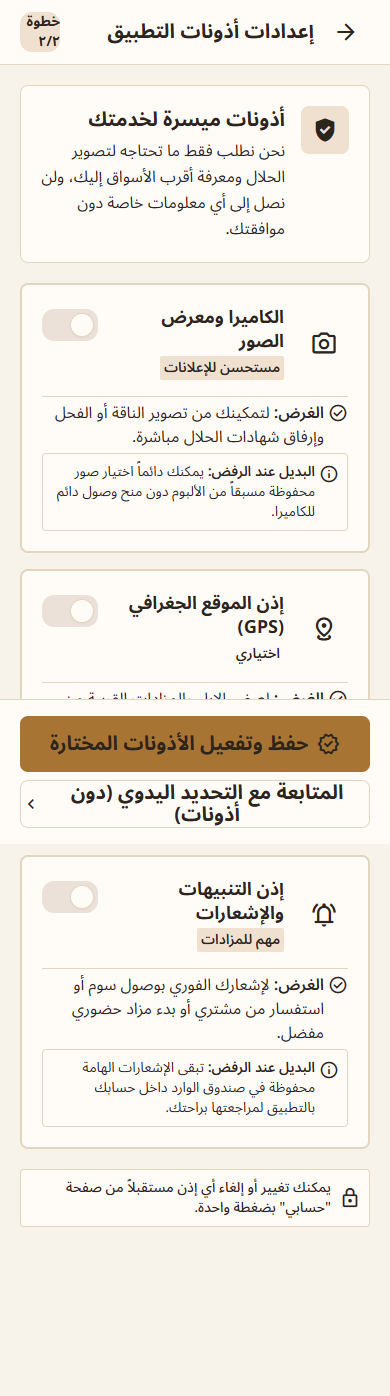 إعدادات أذونات التطبيق
خطوة
٢/٢
أذونات ميسرة لخدمتك
نحن نطلب فقط ما تحتاجه لتصوير
الحلال ومعرفة أقرب الأسواق إليك، ولن
نصل إلى أي معلومات خاصة دون
موافقتك.
الكاميرا ومعرض
الصور
مستحسن للإعلانات
الغرض: لتمكينك من تصوير الناقة أو الفحل
وإرفاق شهادات الحلال مباشرة.
البديل عند الرفض: يمكنك دائماً اختيار صور
محفوظة مسبقاً من الألبوم دون منح وصول دائم
للكاميرا.
إذن الموقع الجغرافي
(GPS)
اختياري
حفظ وتفعيل الأذونات المختارة
المتابعة مع التحديد اليدوي (دون
أذونات)
إذن التنبيهات
والإشعارات
مهم للمزادات
الغرض: لإشعارك الفوري بوصول سوم أو
استفسار من مشتري أو بدء مزاد حضوري
مفضل.
البديل عند الرفض: تبقى الإشعارات الهامة
محفوظة في صندوق الوارد داخل حسابك
بالتطبيق لمراجعتها براحتك.
يمكنك تغيير أو إلغاء أي إذن مستقبلاً من صفحة
"حسابي" بضغطة واحدة.